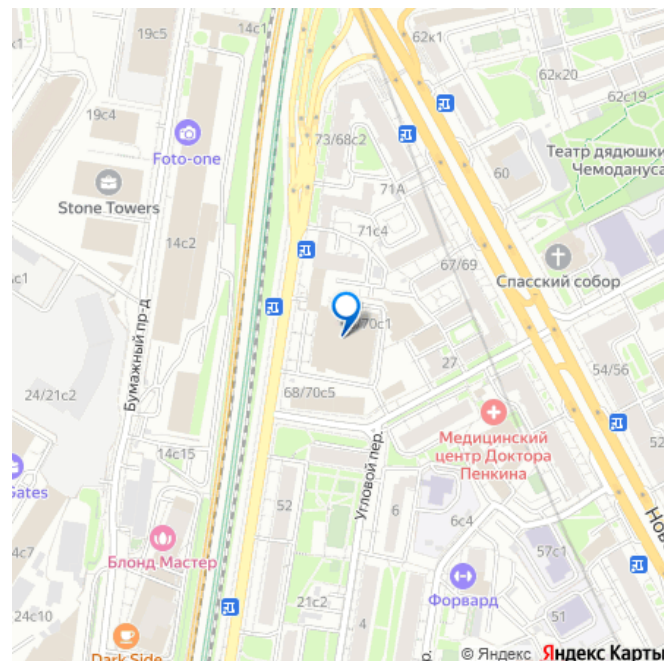 19с5
14с1
62к1
62к20
62с19
19с4
Foto-one
73/68с2
60
Театр дядюшки
Чемодануса
Stone Towers
71А
14с2
71с4
67/69
Спасский собор
с1
70с1
Бумажный пр-д
27
54/56
24/21с2
68/70с5
Медицинский
центр Доктора
Пенкина
14с15
Угловой пер.
52
Gates
52
6
6с4
Нов
Блонд Мастер
57с1
4с7
21с2
Форвард
51
24с10
4
Dark Side
р.
© Яндекс Яндекс Карты